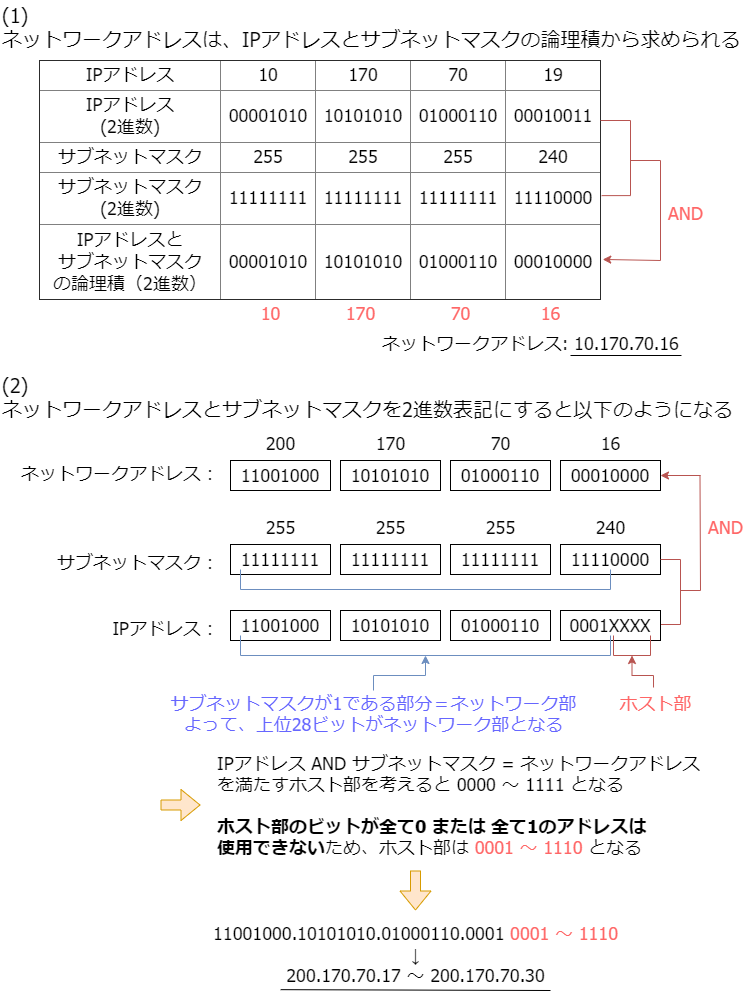 (1)
ネットワークアドレスは、IPアドレスとサブネットマスクの論理積から求められる
IPアドレス 10 170 70 19
IPアドレス
(2進数) 00001010 10101010 01000110 00010011
サブネットマスク 255 255 255 240
サブネットマスク
(2進数) 11111111 11111111 11111111 11110000
AND
IPアドレスと
サブネットマスク
の論理積（2進数） 00001010 10101010 01000110 00010000
10 170 70 16
ネットワークアドレス: 10.170.70.16
(2)
ネットワークアドレスとサブネットマスクを2進数表記にすると以下のようになる
200 170 70 16
ネットワークアドレス： 11001000 10101010 01000110 00010000
AND
255 255 255 240
サブネットマスク： 11111111 11111111 11111111 11110000
IPアドレス： 11001000 10101010 01000110 0001XXXX
サブネットマスクが1である部分＝ネットワーク部
よって、上位28ビットがネットワーク部となる
ホスト部
IPアドレス AND サブネットマスク = ネットワークアドレス
を満たすホスト部を考えると 0000 ～ 1111 となる
ホスト部のビットが全て0 または 全て1のアドレスは
使用できないため、ホスト部は 0001 ～ 1110 となる
11001000.10101010.01000110.0001 0001 ～ 1110
↓
200.170.70.17 ～ 200.170.70.30